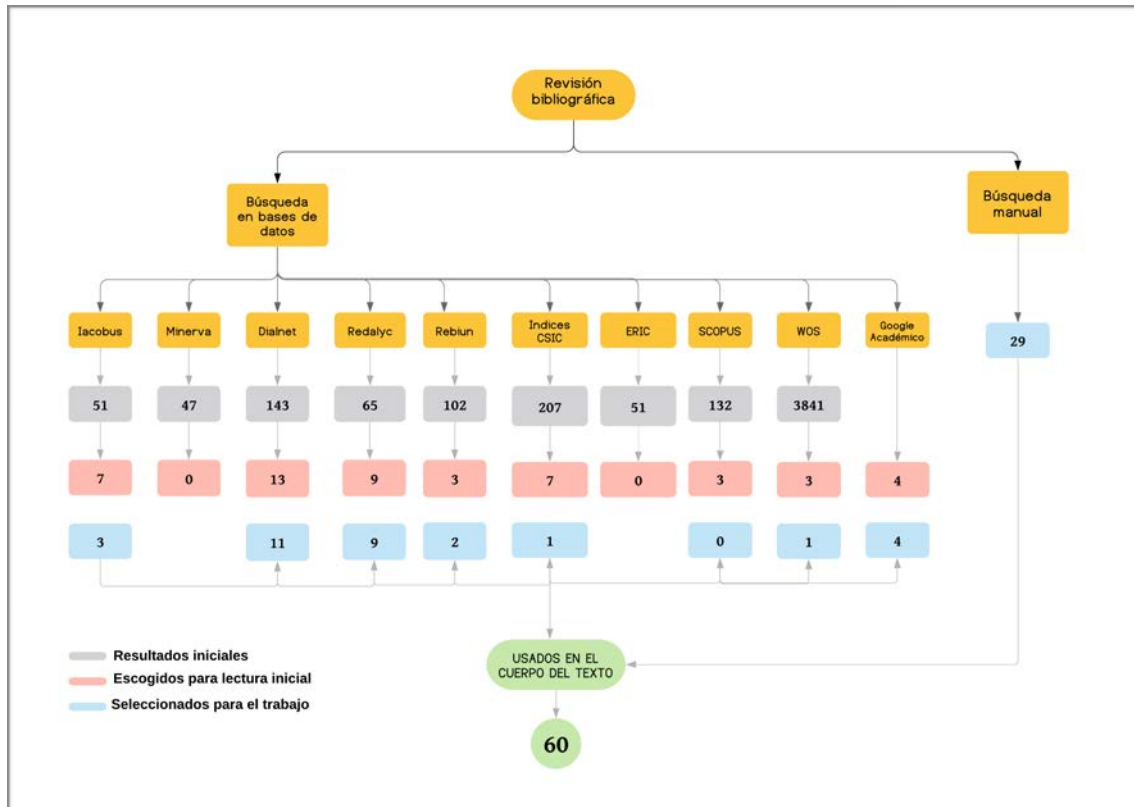 Revisión
bibliográfica
Búsqueda
en bases de
datos
Búsqueda
manual
Iacobus
Minerva
Dialnet
Redalyc
Rebiun
Índices
CSIC
ERIC
SCOPUS
WOS
Google
Académico
29
51
47
143
65
102
207
51
132
3841
7
0
13
9
3
7
0
3
3
4
3
11
9
2
1
0
1
4
Resultados iniciales
Escogidos para lectura inicial
Seleccionados para el trabajo
USADOS EN EL
CUERPO DEL TEXTO
60